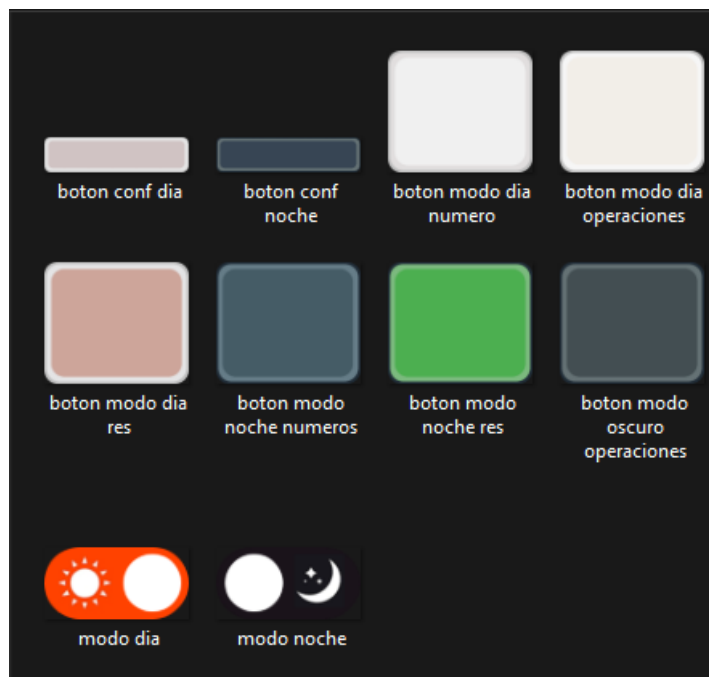 boton conf dia
boton conf
noche
boton modo dia
numero
boton modo dia
operaciones
boton modo dia
res
boton modo
noche numeros
boton modo
noche res
boton modo
oscuro
operaciones
modo dia
modo noche